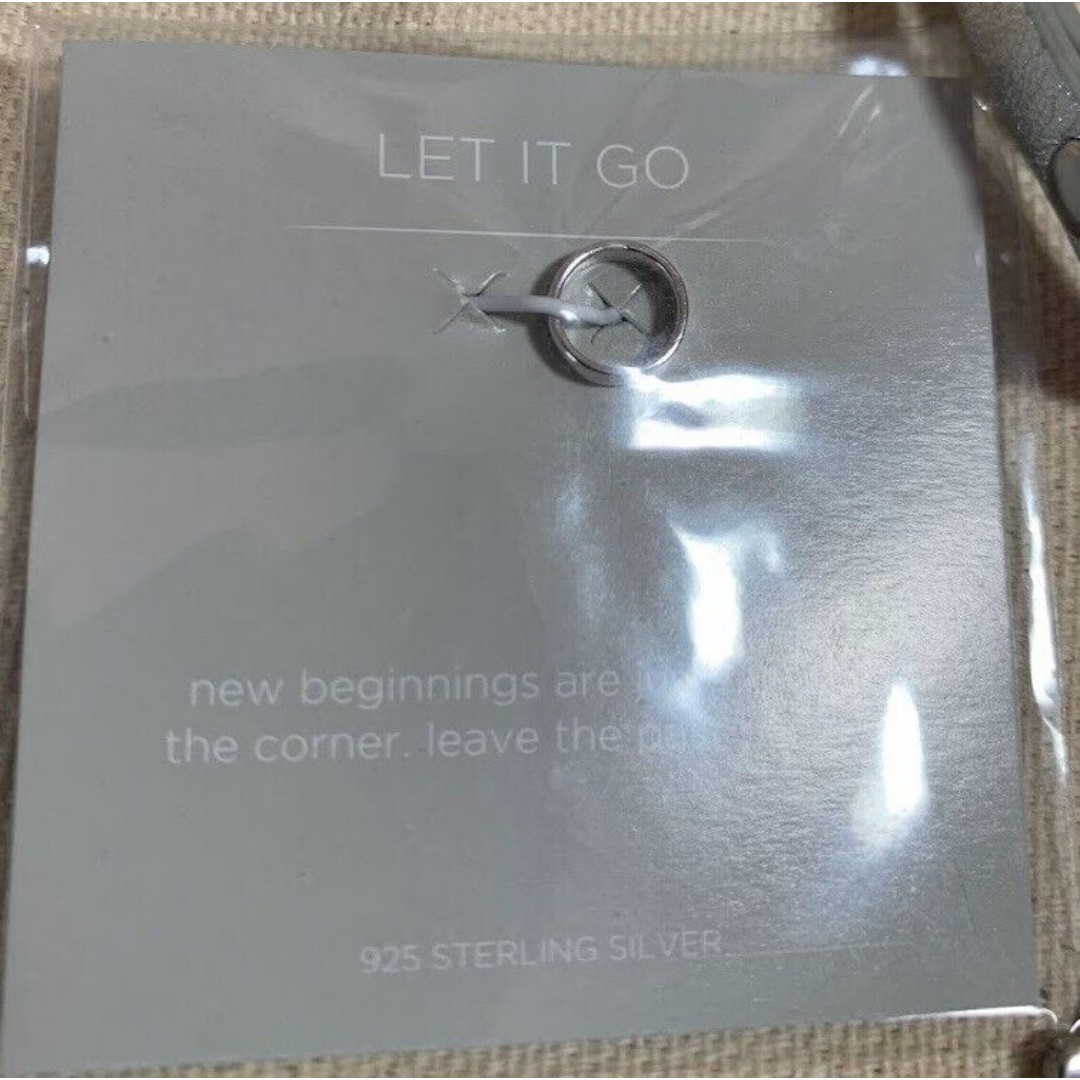 LET IT GO
new beginnings are
the corner. leave the
925 STERLING SILVER